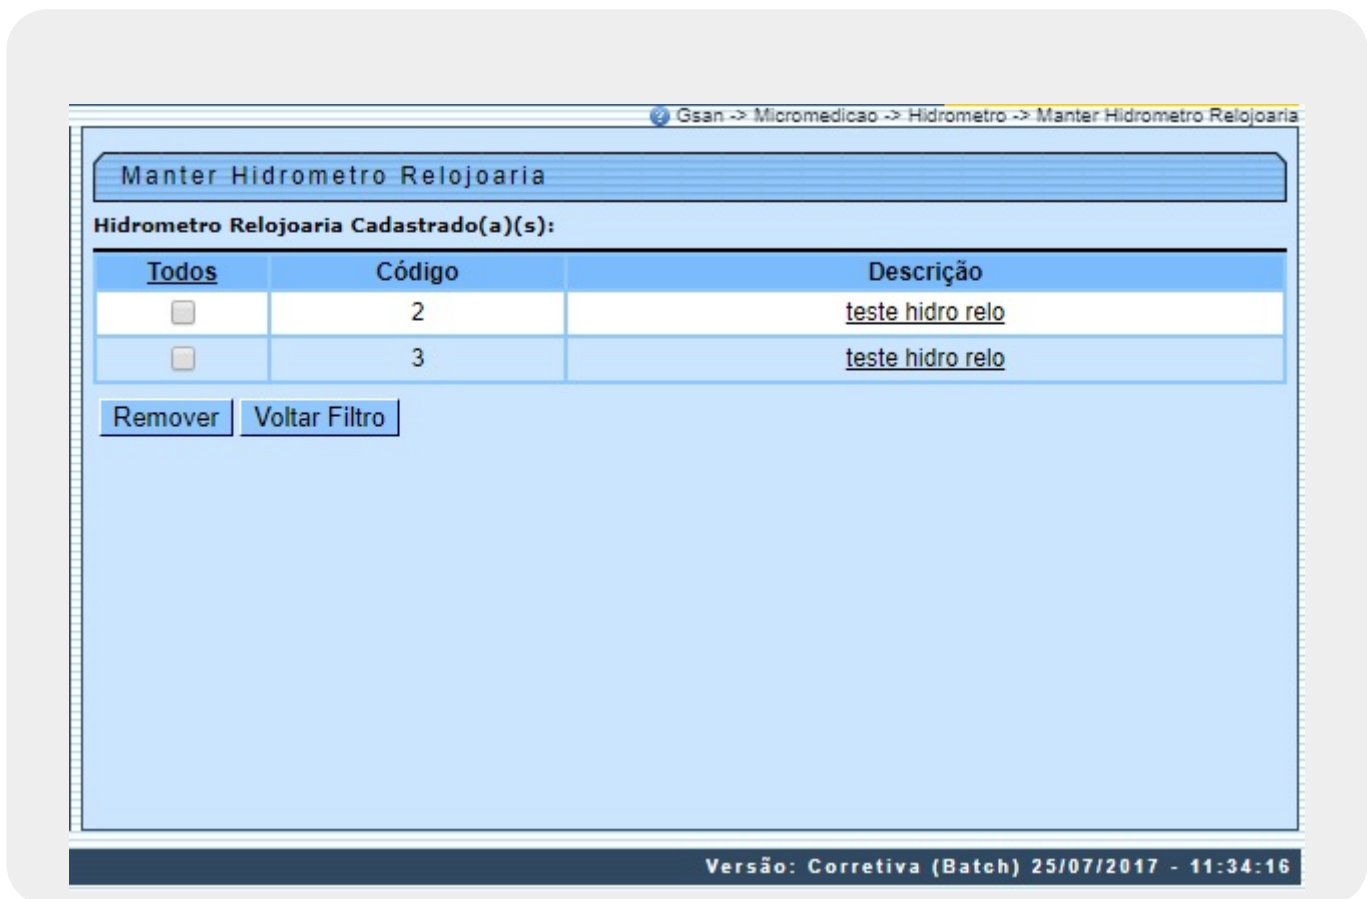 Gsan -> Micromedicao -> Hidrometro -> Manter Hidrometro Relojoaria
Manter Hidrometro Relojoaria
Hidrometro Relojoaria Cadastrado(a)(s):
Todos Código Descrição
2 teste hidro relo
3 teste hidro relo
Remover Voltar Filtro
Versão: Corretiva (Batch) 25/07/2017 - 11:34:16